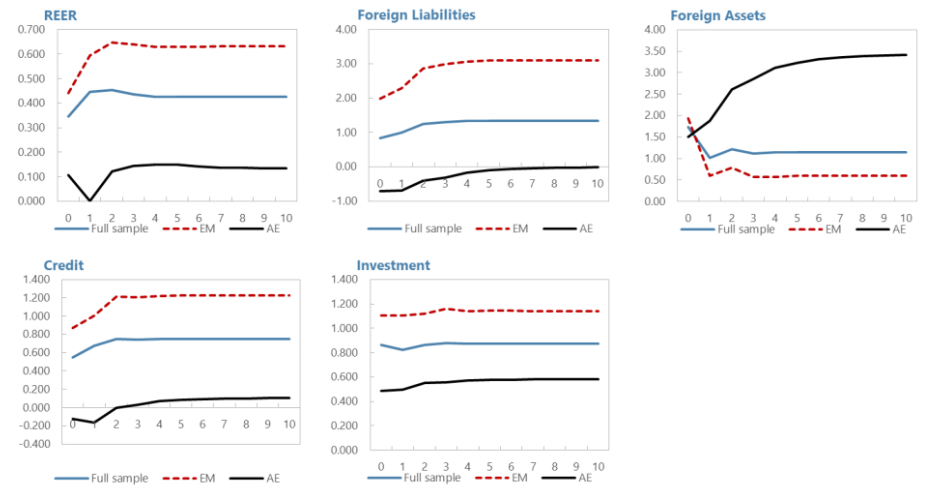 REER
0.700
0.600
0.500
0.400
0.300
0.200
0.100
0.000
0 1 2 3 4 5 6 7 8 9 10
Full sample EM AE
Foreign Liabilities
4.00
3.00
2.00
1.00
0.00
-1.00
0 1 2 3 4 5 6 7 8 9 10
Full sample EM AE
Foreign Assets
4.00
3.50
3.00
2.50
2.00
1.50
1.00
0.50
0.00
0 1 2 3 4 5 6 7 8 9 10
Full sample EM AE
Credit
1.400
1.200
1.000
0.800
0.600
0.400
0.200
0.000
-0.200
-0.400
0 1 2 3 4 5 6 7 8 9 10
Full sample EM AE
Investment
1.400
1.200
1.000
0.800
0.600
0.400
0.200
0.000
0 1 2 3 4 5 6 7 8 9 10
Full sample EM AE